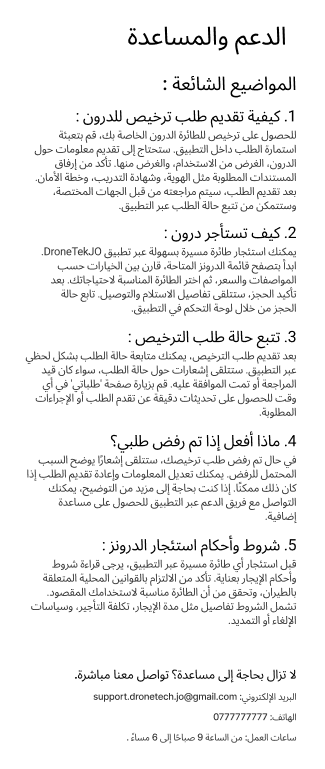 الدعم والمساعدة
المواضيع الشائعة :
1. كيفية تقديم طلب ترخيص للدرون :
للحصول على ترخيص للطائرة الدرون الخاصة بك، قم بتعبئة
استمارة الطلب داخل التطبيق. ستحتاج إلى تقديم معلومات حول
الدرون، الغرض من الاستخدام، والغرض منها. تأكد من إرفاق
المستندات المطلوبة مثل الهوية، وشهادة التدريب، وخطة الأمان.
بعد تقديم الطلب، سيتم مراجعته من قبل الجهات المختصة،
وستتمكن من تتبع حالة الطلب عبر التطبيق.
2. كيف تستأجر درون :
يمكنك استئجار طائرة مسيرة بسهولة عبر تطبيق DroneTekJO.
ابدأ بتصفح قائمة الدرونز المتاحة، قارن بين الخيارات حسب
المواصفات والسعر، ثم اختر الطائرة المناسبة لاحتياجاتك. بعد
تأكيد الحجز، ستتلقى تفاصيل الاستلام والتوصيل. تابع حالة
الحجز من خلال لوحة التحكم في التطبيق.
3. تتبع حالة طلب الترخيص :
بعد تقديم طلب الترخيص، يمكنك متابعة حالة الطلب بشكل لحظي
عبر التطبيق. ستتلقى إشعارات حول حالة الطلب، سواء كان قيد
المراجعة أو تمت الموافقة عليه. قم بزيارة صفحة 'طلباتي' في أي
وقت للحصول على تحديثات دقيقة عن تقدم الطلب أو الإجراءات
المطلوبة.
4. ماذا أفعل إذا تم رفض طلبي؟
في حال تم رفض طلب ترخيصك، ستتلقى إشعارًا يوضح السبب
المحتمل للرفض. يمكنك تعديل المعلومات وإعادة تقديم الطلب إذا
كان ذلك ممكنًا. إذا كنت بحاجة إلى مزيد من التوضيح، يمكنك
التواصل مع فريق الدعم عبر التطبيق للحصول على مساعدة
إضافية.
5. شروط وأحكام استئجار الدرونز :
قبل استئجار أي طائرة مسيرة عبر التطبيق، يرجى قراءة شروط
وأحكام الإيجار بعناية. تأكد من الالتزام بالقوانين المحلية المتعلقة
بالطيران، وتحقق من أن الطائرة مناسبة لاستخدامك المقصود.
تشمل الشروط تفاصيل مثل مدة الإيجار، تكلفة التأجير، وسياسات
الإلغاء أو التمديد.
لا تزال بحاجة إلى مساعدة؟ تواصل معنا مباشرة.
البريد الإلكتروني: support.dronetech.jo@gmail.com
الهاتف: 0777777777
ساعات العمل: من الساعة 9 صباحًا إلى 6 مساءً .